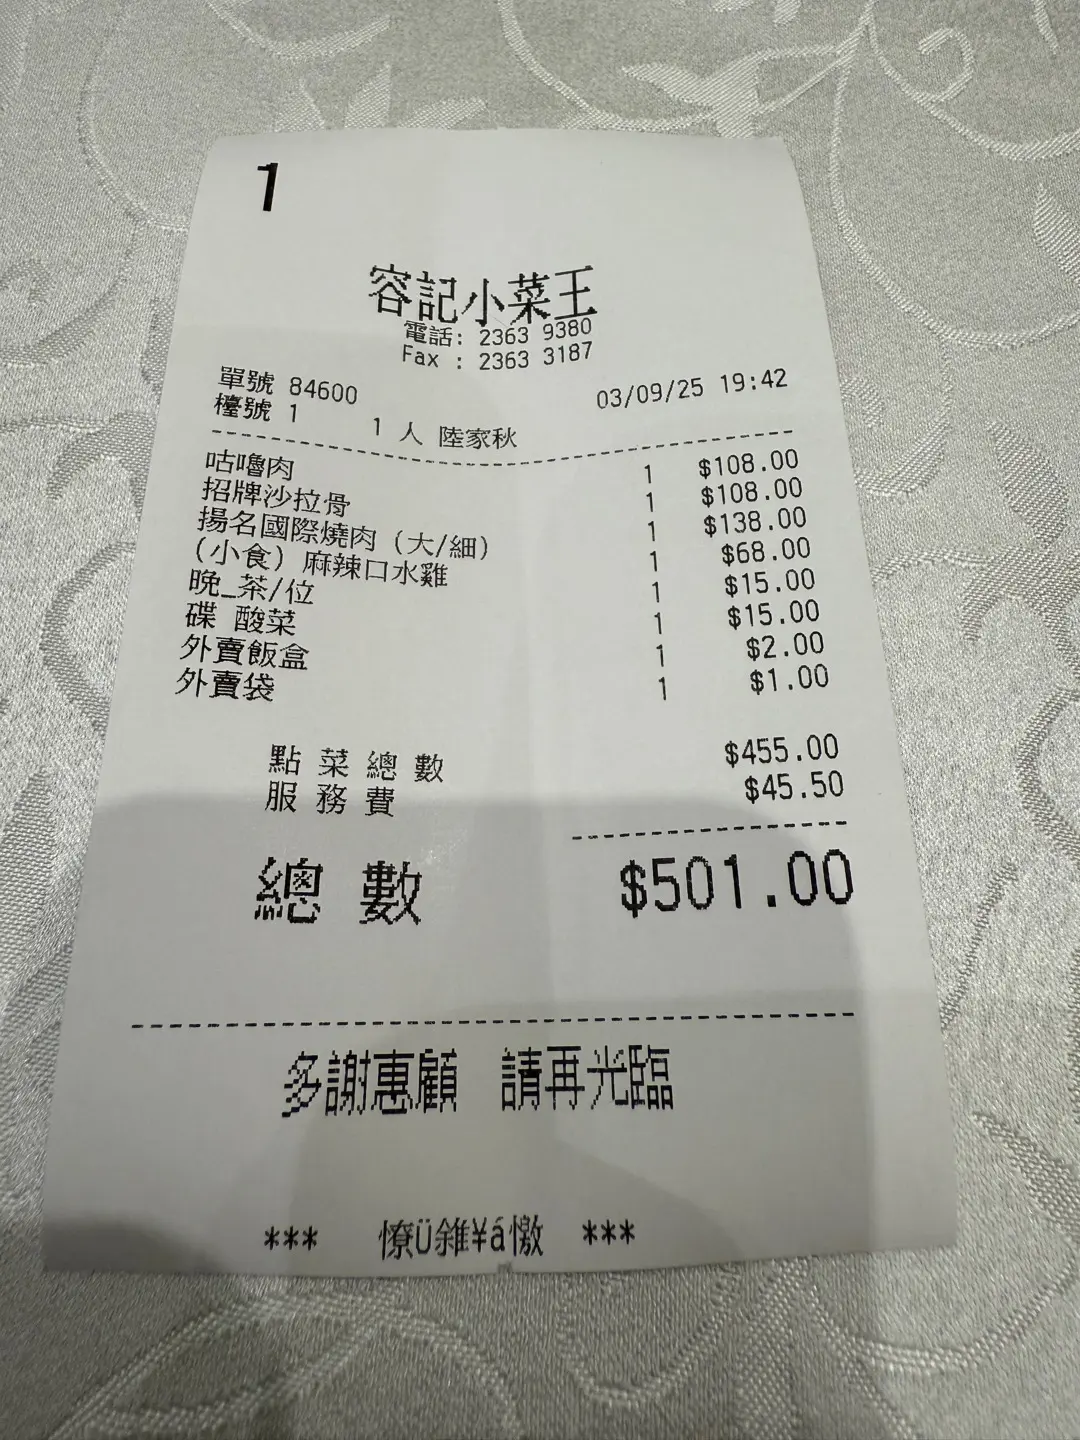 1
容記小菜王
電話: 2363 9380
Fax : 2363 3187
單號 84600 03/09/25 19:42
檯號 1 1 人 陸家秋
咕嚕肉 1 $108.00
招牌沙拉骨 1 $108.00
揚名國際燒肉 (大/細) 1 $138.00
(小食) 麻辣口水雞 1 $68.00
晚_茶/位 1 $15.00
碟 酸菜 1 $15.00
外賣飯盒 1 $2.00
外賣袋 1 $1.00
點菜總數 $455.00
服務費 $45.50
總數 $501.00
多謝惠顧 請再光臨
*** 憭Ü雒¥á憿 ***